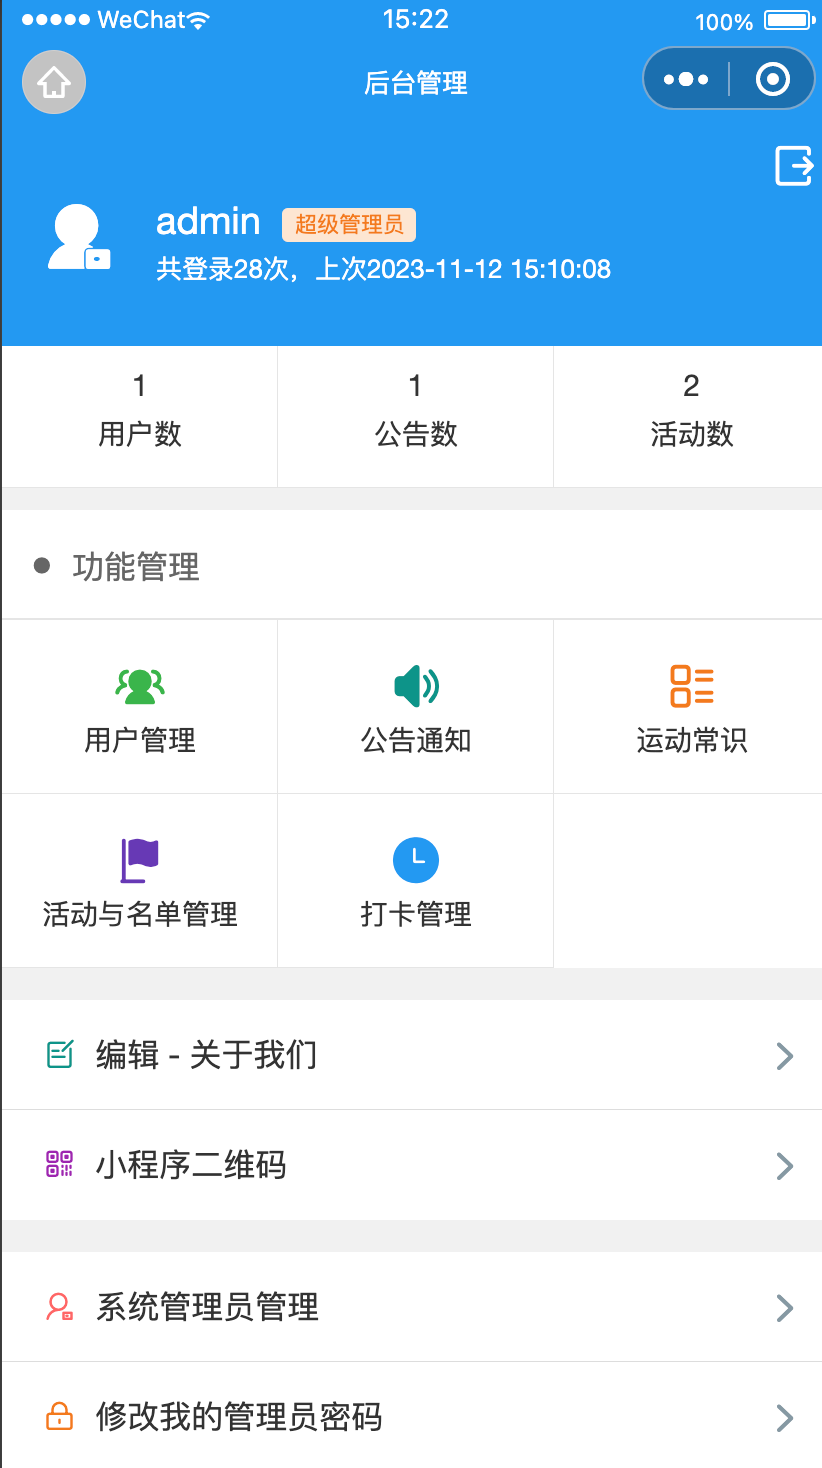 WeChat 15:22 100%
后台管理
admin 超级管理员
共登录28次，上次2023-11-12 15:10:08
1 1 2
用户数 公告数 活动数
功能管理
用户管理 公告通知 运动常识
活动与名单管理 打卡管理
编辑 - 关于我们
小程序二维码
系统管理员管理
修改我的管理员密码